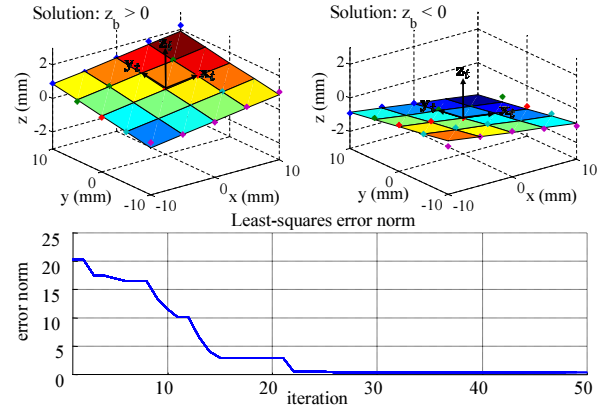 Solution: z_b > 0
Solution: z_b < 0
z_t
y_t
x_t
z_t
y_t
x_t
2
0
-2
z (mm)
10
0
-10
y (mm)
-10
0
10
x (mm)
2
0
-2
z (mm)
10
0
-10
y (mm)
-10
0
10
x (mm)
Least-squares error norm
25
20
15
10
5
0
error norm
10
20
30
40
50
iteration